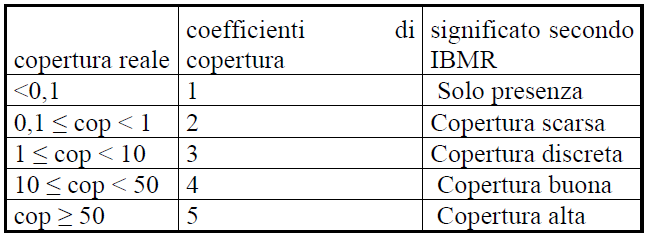 copertura reale coefficienti di copertura significato secondo IBMR
<0,1 1 Solo presenza
0,1 ≤ cop < 1 2 Copertura scarsa
1 ≤ cop < 10 3 Copertura discreta
10 ≤ cop < 50 4 Copertura buona
cop ≥ 50 5 Copertura alta